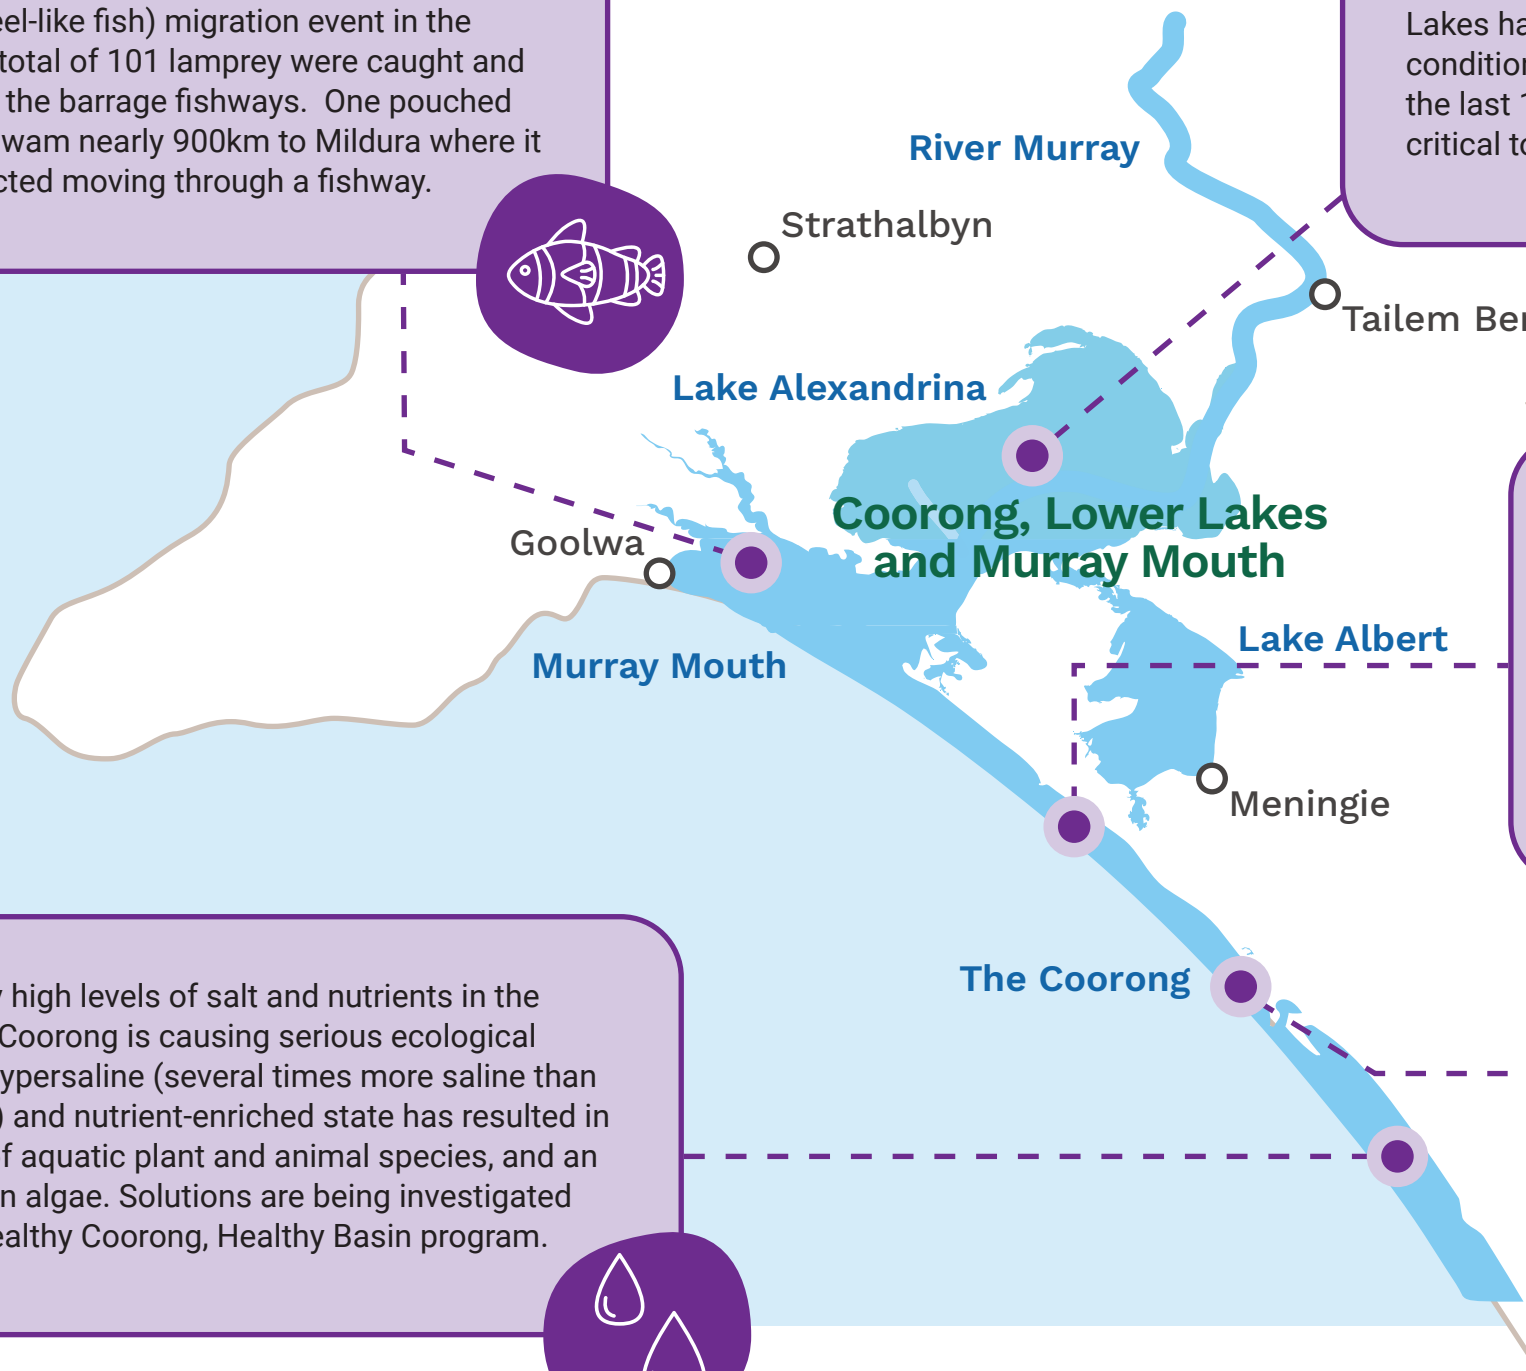 eel-like fish) migration event in the
total of 101 lamprey were caught and
the barrage fishways.  One pouched
wam nearly 900km to Mildura where it
cted moving through a fishway.
Lakes ha
condition
the last 1
critical to
River Murray
Strathalbyn
Tailem Ben
Lake Alexandrina
Coorong, Lower Lakes
and Murray Mouth
Goolwa
Lake Albert
Murray Mouth
Meningie
The Coorong
high levels of salt and nutrients in the
Coorong is causing serious ecological
ypersaline (several times more saline than
) and nutrient-enriched state has resulted in
of aquatic plant and animal species, and an
n algae. Solutions are being investigated
ealthy Coorong, Healthy Basin program.